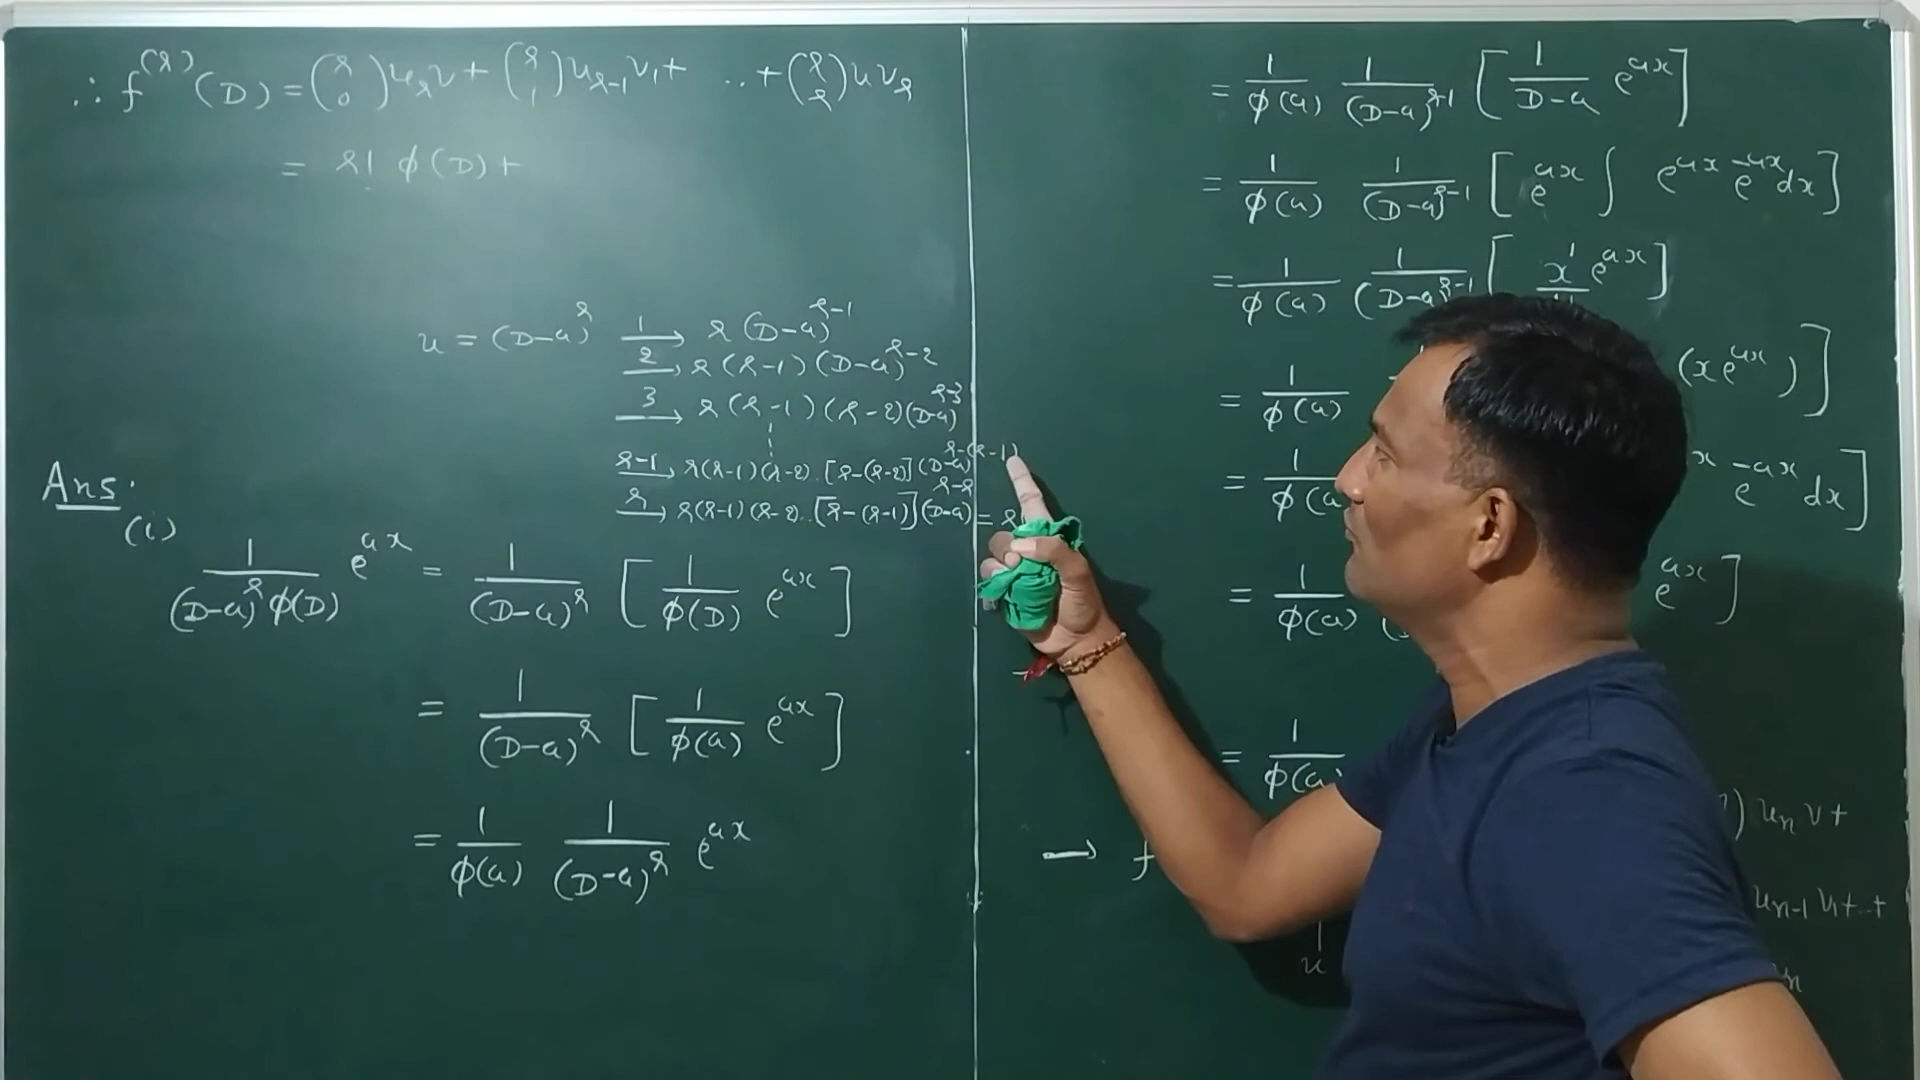 ∴ f^(r) (D) = (r 0) u_r v + (r 1) u_{r-1} v_1 + .. + (r r) u v_r
= r! φ(D) +
u = (D-a)^r —1→ r (D-a)^{r-1}
—2→ r (r-1) (D-a)^{r-2}
—3→ r (r-1) (r-2) (D-a)^{r-3}
—r-1→ r(r-1)(r-2).. [r-(r-2)] (D-a)^{r-(r-1)}
—r→ r(r-1)(r-2).. [r-(r-1)] (D-a)^{r-r} = r
Ans.
(i)
1/((D-a)^r φ(D)) e^{ax} = 1/(D-a)^r [ 1/φ(D) e^{ax} ]
= 1/(D-a)^r [ 1/φ(a) e^{ax} ]
= 1/φ(a) 1/(D-a)^r e^{ax}
= 1/φ(a) 1/(D-a)^{r-1} [ 1/(D-a) e^{ax} ]
= 1/φ(a) 1/(D-a)^{r-1} [ e^{ax} ∫ e^{ax} e^{-ax} dx ]
= 1/φ(a) 1/(D-a)^{r-1} [ x^1 e^{ax} ]
= 1/φ(a) (x e^{ax}) ]
= 1/φ(a e^{-ax} dx ]
= 1/φ(a) e^{ax} ]
= 1/φ(a)
) u_n v +
→ f
u_{n-1} v_1 + .. +
u